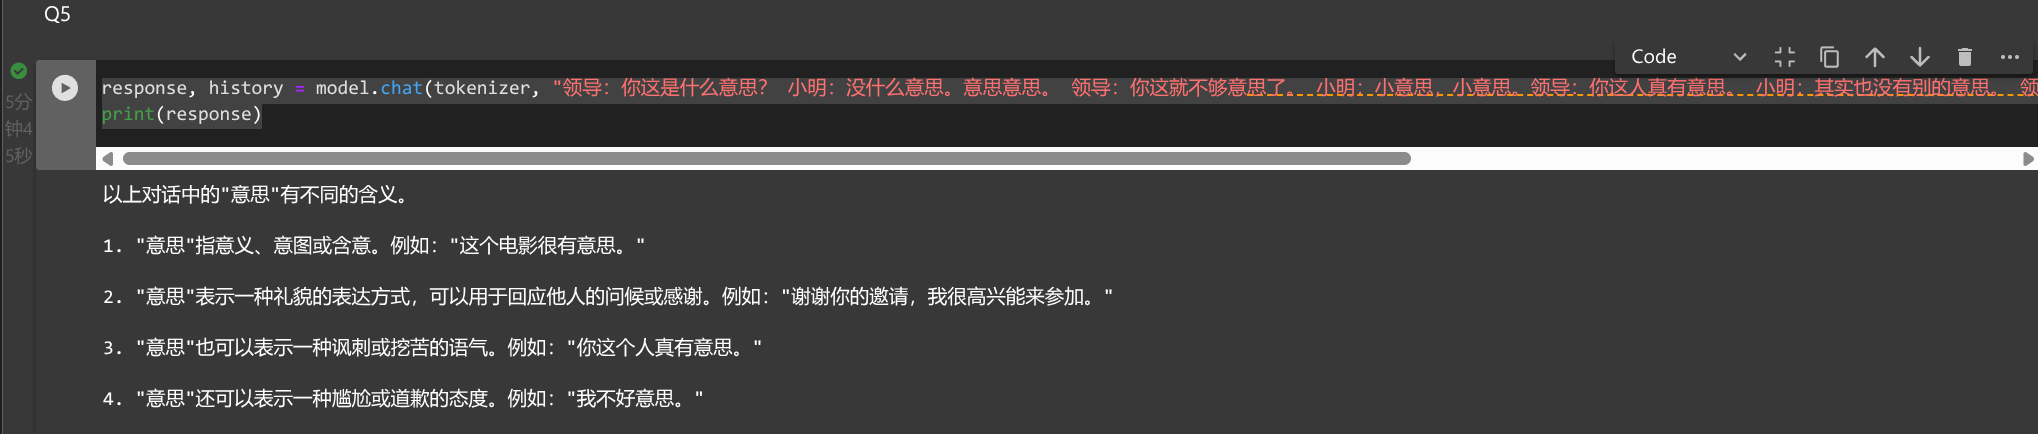 Q5
Code
5分
钟4
5秒
response, history = model.chat(tokenizer, "领导：你这是什么意思？ 小明：没什么意思。意思意思。 领导：你这就不够意思了。 小明：小意思，小意思。领导：你这人真有意思。 小明：其实也没有别的意思。 领
print(response)
以上对话中的"意思"有不同的含义。
1. "意思"指意义、意图或含意。例如："这个电影很有意思。"
2. "意思"表示一种礼貌的表达方式，可以用于回应他人的问候或感谢。例如："谢谢你的邀请，我很高兴能来参加。"
3. "意思"也可以表示一种讽刺或挖苦的语气。例如："你这个人真有意思。"
4. "意思"还可以表示一种尴尬或道歉的态度。例如："我不好意思。"